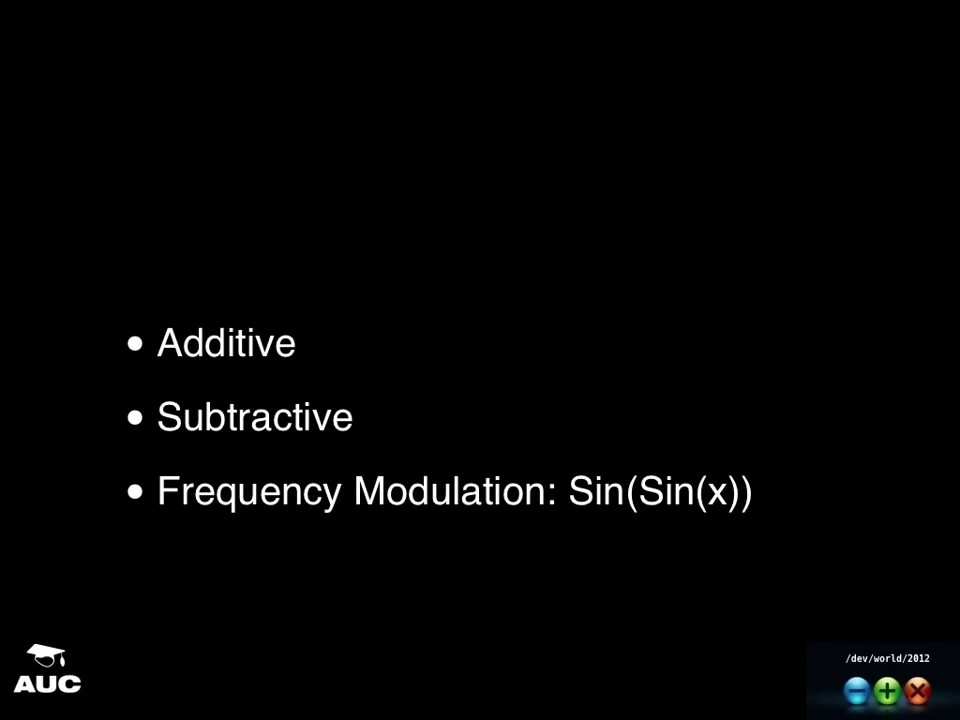 • Additive
• Subtractive
• Frequency Modulation: Sin(Sin(x))
AUC
/dev/world/2012